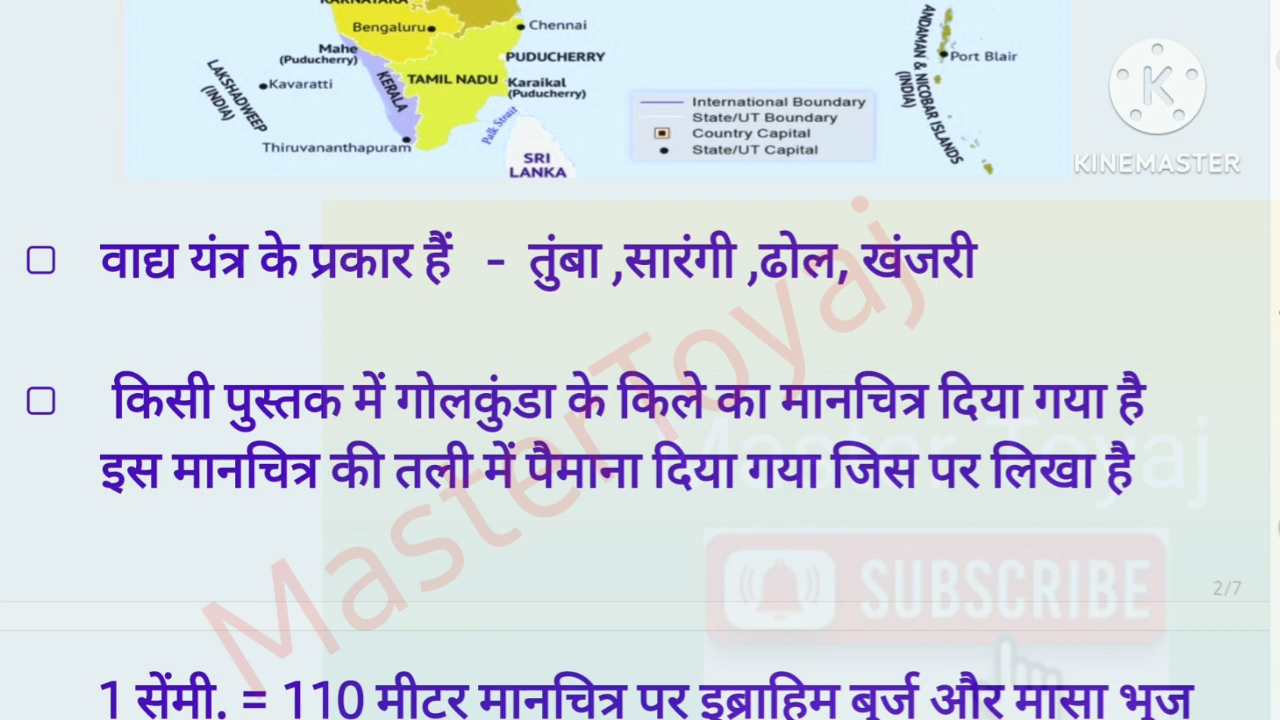 KARNATAKA
Bengaluru
Chennai
Mahe
(Puducherry)
PUDUCHERRY
LAKSHADWEEP
(INDIA)
Kavaratti
KERALA
TAMIL NADU
Karaikal
(Puducherry)
Palk Strait
Thiruvananthapuram
SRI
LANKA
International Boundary
State/UT Boundary
Country Capital
State/UT Capital
ANDAMAN & NICOBAR ISLANDS
(INDIA)
Port Blair
K
KINEMASTER
वाद्य यंत्र के प्रकार हैं - तुंबा ,सारंगी ,ढोल, खंजरी
किसी पुस्तक में गोलकुंडा के किले का मानचित्र दिया गया है
इस मानचित्र की तली में पैमाना दिया गया जिस पर लिखा है
MasterToyaj
Master Toyaj
SUBSCRIBE
2/7
1 सेंमी. = 110 मीटर मानचित्र पर इब्राहिम बुर्ज और मासा भुज